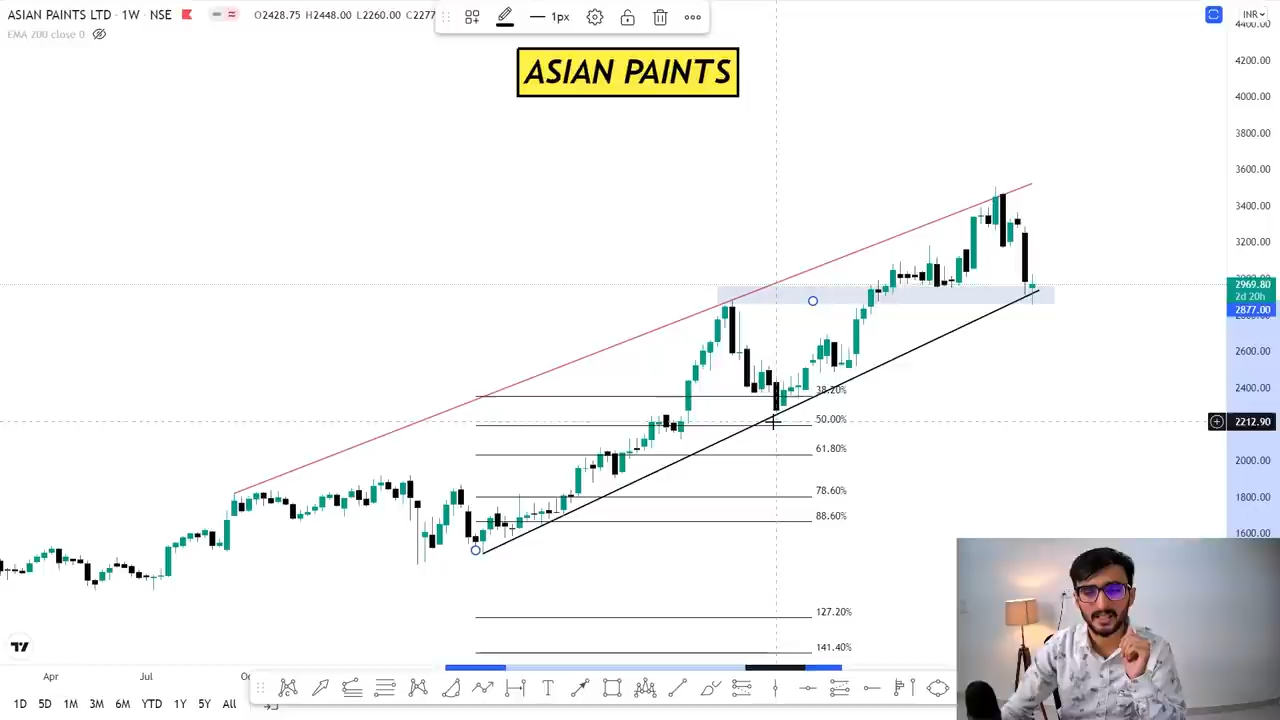 ASIAN PAINTS LTD · 1W · NSE
O2428.75 H2448.00 L2260.00 C2277
1px
INR
EMA 200 close 0
ASIAN PAINTS
4400.00
4200.00
4000.00
3800.00
3600.00
3400.00
3200.00
2969.80
2d 20h
2877.00
2600.00
2400.00
2212.90
2000.00
1800.00
1600.00
38.20%
50.00%
61.80%
78.60%
88.60%
127.20%
141.40%
Apr
Jul
1D 5D 1M 3M 6M YTD 1Y 5Y All